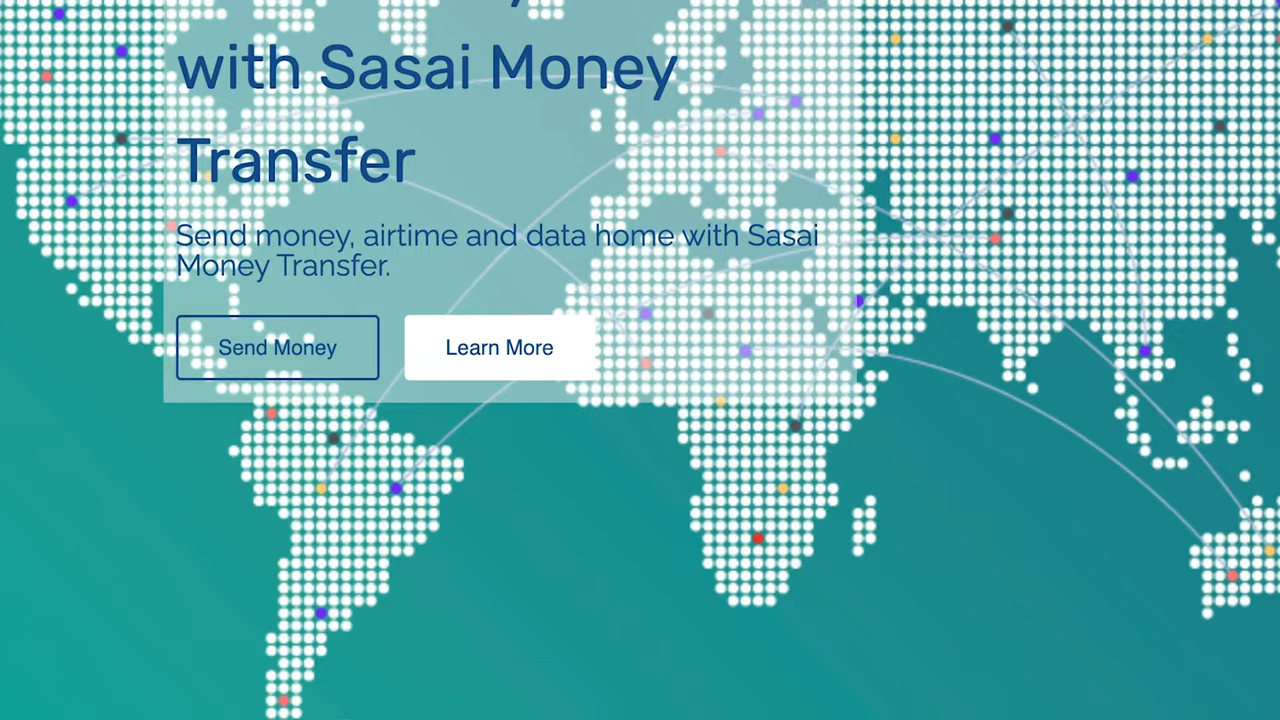 with Sasai Money
Transfer
Send money, airtime and data home with Sasai
Money Transfer.
Send Money
Learn More